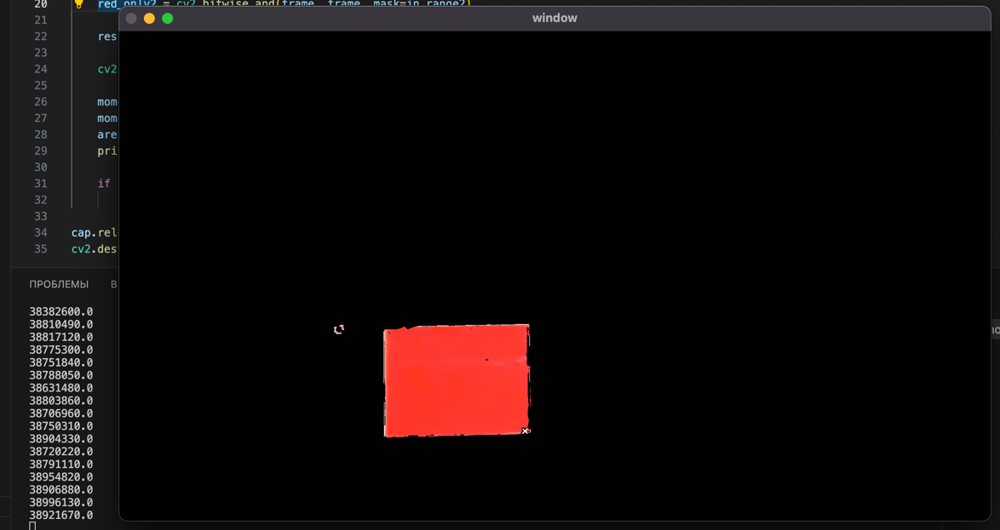 20 red_only2 = cv2.bitwise_and(frame, frame, mask=in_range2)
window
21
22 res
23
24 cv2
25
26 mom
27 mom
28 are
29 pri
30
31 if
32
33
34 cap.rel
35 cv2.des
ПРОБЛЕМЫ В
38382600.0
38810490.0
38817120.0
38775300.0
38751840.0
38788050.0
38631480.0
38803860.0
38706960.0
38750310.0
38904330.0
38720220.0
38791110.0
38954820.0
38906880.0
38996130.0
38921670.0